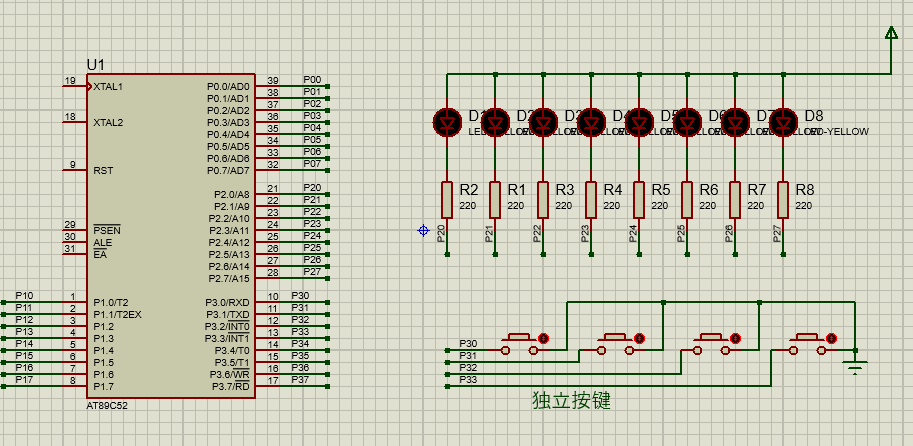 U1
19 XTAL1 P0.0/AD0 39 P00
P0.1/AD1 38 P01
P0.2/AD2 37 P02
18 XTAL2 P0.3/AD3 36 P03
P0.4/AD4 35 P04
P0.5/AD5 34 P05
P0.6/AD6 33 P06
9 RST P0.7/AD7 32 P07
P2.0/A8 21 P20
P2.1/A9 22 P21
P2.2/A10 23 P22
29 PSEN P2.3/A11 24 P23
30 ALE P2.4/A12 25 P24
31 EA P2.5/A13 26 P25
P2.6/A14 27 P26
P2.7/A15 28 P27
P10 1 P1.0/T2 P3.0/RXD 10 P30
P11 2 P1.1/T2EX P3.1/TXD 11 P31
P12 3 P1.2 P3.2/INT0 12 P32
P13 4 P1.3 P3.3/INT1 13 P33
P14 5 P1.4 P3.4/T0 14 P34
P15 6 P1.5 P3.5/T1 15 P35
P16 7 P1.6 P3.6/WR 16 P36
P17 8 P1.7 P3.7/RD 17 P37
AT89C52
D8
LED-YELLOW
R2 R1 R3 R4 R5 R6 R7 R8
220 220 220 220 220 220 220 220
P20 P21 P22 P23 P24 P25 P26 P27
P30
P31
P32
P33
独立按键